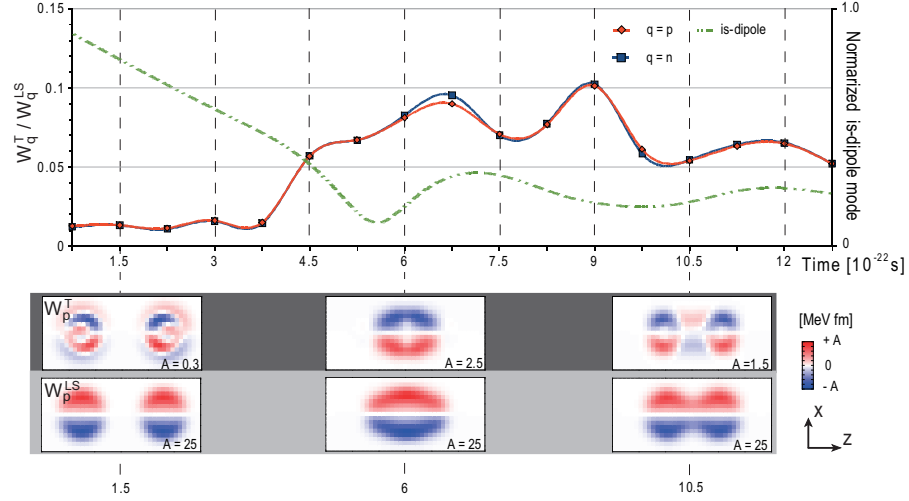 0.15
1.0
q = p
is-dipole
q = n
0.1
0.05
0
W_q^T / W_q^LS
Normarlized is-dipole mode
0
1.5
3
4.5
6
7.5
9
10.5
12
Time [10^-22 s]
W_p^T
A = 0.3
A = 2.5
A = 1.5
[MeV fm]
+ A
0
- A
W_p^LS
A = 25
A = 25
A = 25
X
Z
1.5
6
10.5